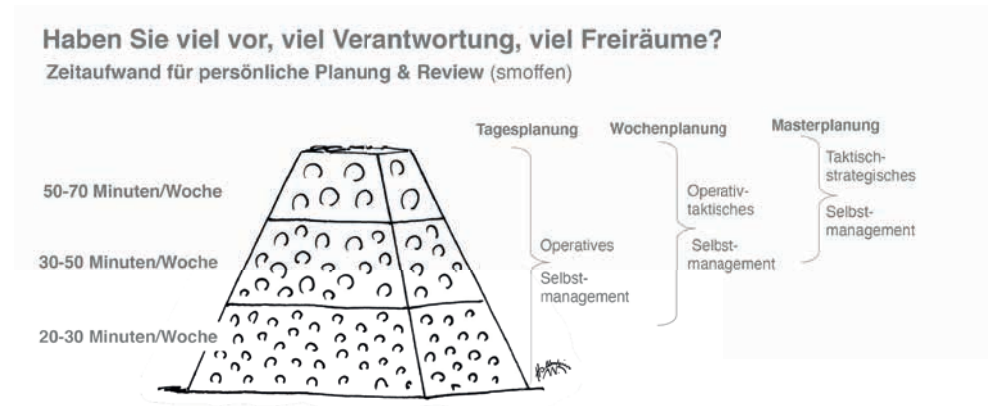 Haben Sie viel vor, viel Verantwortung, viel Freiräume?
Zeitaufwand für persönliche Planung & Review (smoffen)
Tagesplanung
Wochenplanung
Masterplanung
50-70 Minuten/Woche
30-50 Minuten/Woche
20-30 Minuten/Woche
Operatives
Selbst-
management
Operativ-
taktisches
Selbst-
management
Taktisch-
strategisches
Selbst-
management